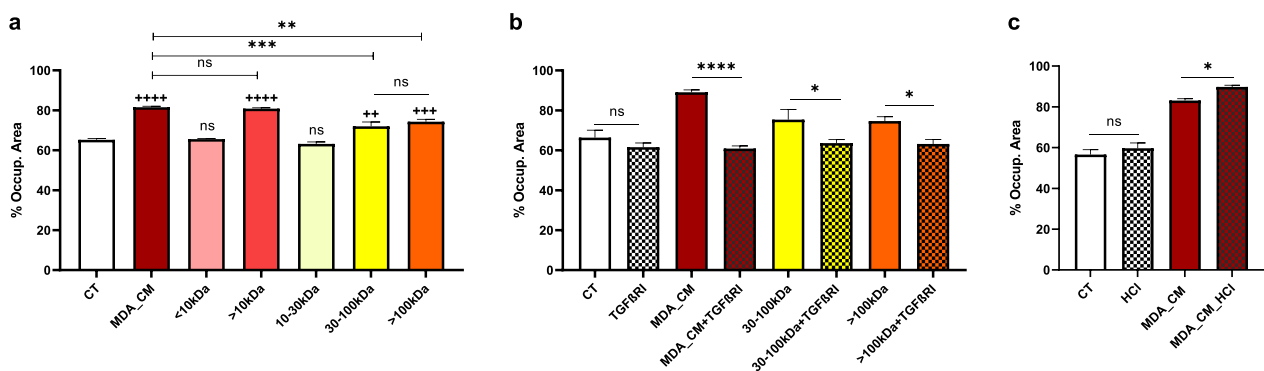 a
**
***
ns
ns
% Occup. Area
100
80
60
40
20
0
++++
ns
++++
ns
++
+++
CT
MDA_CM
<10kDa
>10kDa
10-30kDa
30-100kDa
>100kDa
b
% Occup. Area
100
80
60
40
20
0
ns
****
*
*
CT
TGFßRI
MDA_CM
MDA_CM+TGFßRI
30-100kDa
30-100kDa+TGFßRI
>100kDa
>100kDa+TGFßRI
c
% Occup. Area
100
80
60
40
20
0
ns
*
CT
HCl
MDA_CM
MDA_CM_HCl